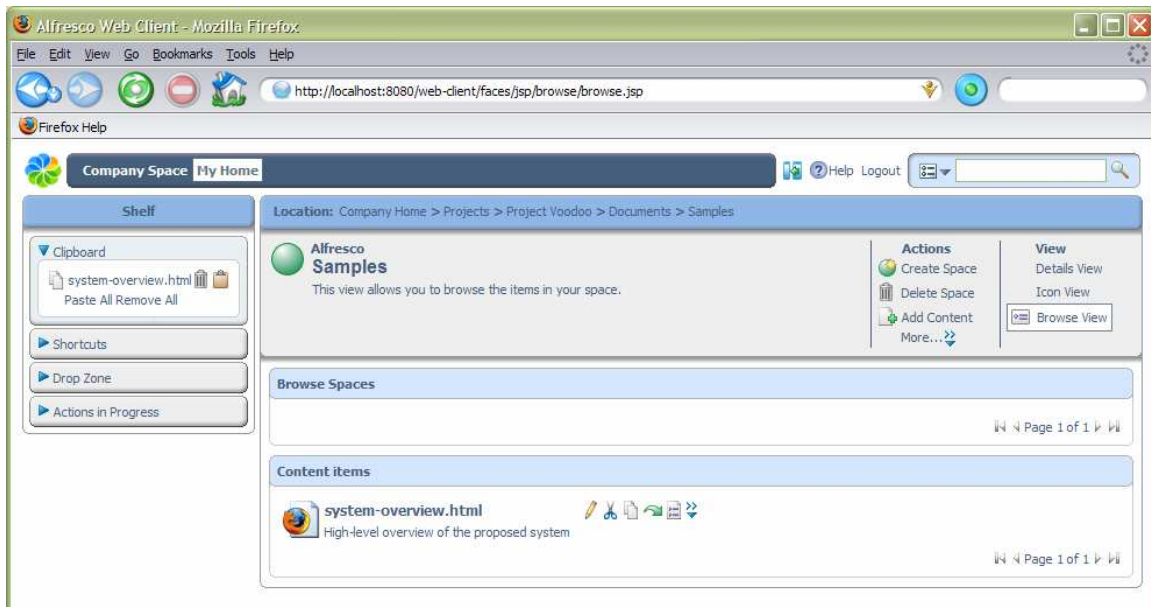 Alfresco Web Client - Mozilla Firefox
File Edit View Go Bookmarks Tools Help
http://localhost:8080/web-client/faces/jsp/browse/browse.jsp
Firefox Help
Company Space My Home
Help Logout
Shelf
Clipboard
system-overview.html
Paste All Remove All
Shortcuts
Drop Zone
Actions in Progress
Location: Company Home > Projects > Project Voodoo > Documents > Samples
Alfresco
Samples
This view allows you to browse the items in your space.
Actions
Create Space
Delete Space
Add Content
More...
View
Details View
Icon View
Browse View
Browse Spaces
Page 1 of 1
Content items
system-overview.html
High-level overview of the proposed system
Page 1 of 1